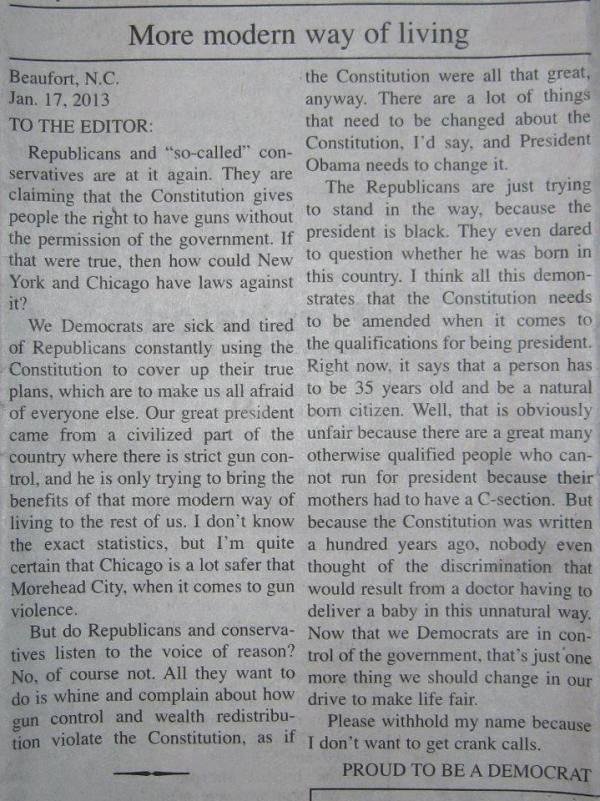 More modern way of living
Beaufort, N.C.
Jan. 17, 2013
TO THE EDITOR:
Republicans and “so-called” con-
servatives are at it again. They are
claiming that the Constitution gives
people the right to have guns without
the permission of the government. If
that were true, then how could New
York and Chicago have laws against
it?
We Democrats are sick and tired
of Republicans constantly using the
Constitution to cover up their true
plans, which are to make us all afraid
of everyone else. Our great president
came from a civilized part of the
country where there is strict gun con-
trol, and he is only trying to bring the
benefits of that more modern way of
living to the rest of us. I don’t know
the exact statistics, but I’m quite
certain that Chicago is a lot safer that
Morehead City, when it comes to gun
violence.
But do Republicans and conserva-
tives listen to the voice of reason?
No, of course not. All they want to
do is whine and complain about how
gun control and wealth redistribu-
tion violate the Constitution, as if
the Constitution were all that great,
anyway. There are a lot of things
that need to be changed about the
Constitution, I’d say, and President
Obama needs to change it.
The Republicans are just trying
to stand in the way, because the
president is black. They even dared
to question whether he was born in
this country. I think all this demon-
strates that the Constitution needs
to be amended when it comes to
the qualifications for being president.
Right now, it says that a person has
to be 35 years old and be a natural
born citizen. Well, that is obviously
unfair because there are a great many
otherwise qualified people who can-
not run for president because their
mothers had to have a C-section. But
because the Constitution was written
a hundred years ago, nobody even
thought of the discrimination that
would result from a doctor having to
deliver a baby in this unnatural way.
Now that we Democrats are in con-
trol of the government, that’s just one
more thing we should change in our
drive to make life fair.
Please withhold my name because
I don’t want to get crank calls.
PROUD TO BE A DEMOCRAT